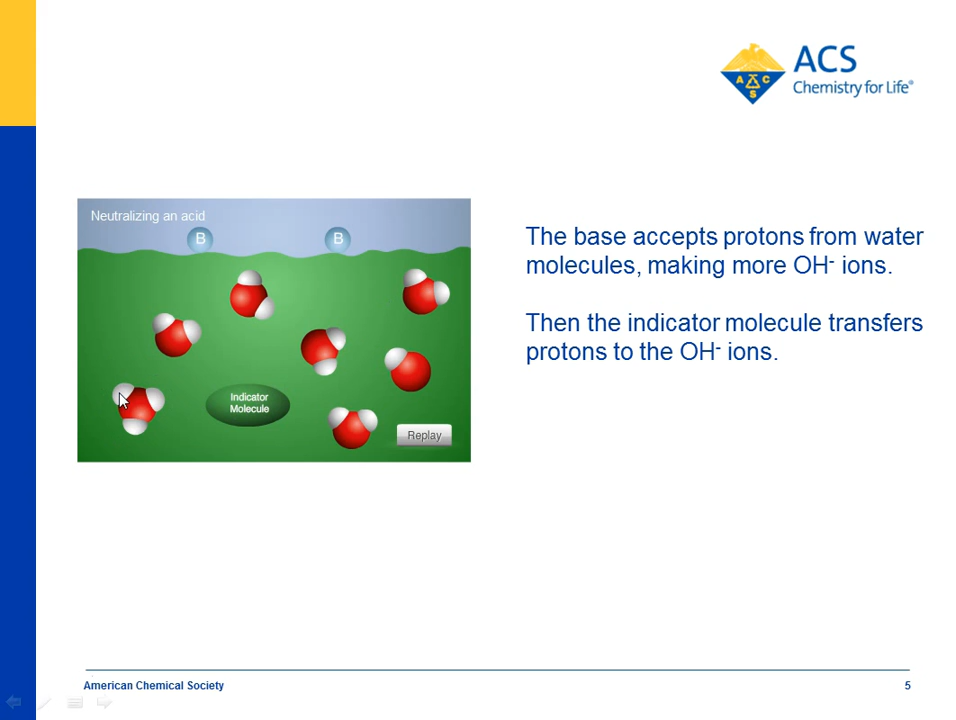 ACS
Chemistry for Life®
A C
S
Neutralizing an acid
B B
Indicator
Molecule
Replay
The base accepts protons from water
molecules, making more OH- ions.
Then the indicator molecule transfers
protons to the OH- ions.
American Chemical Society 5